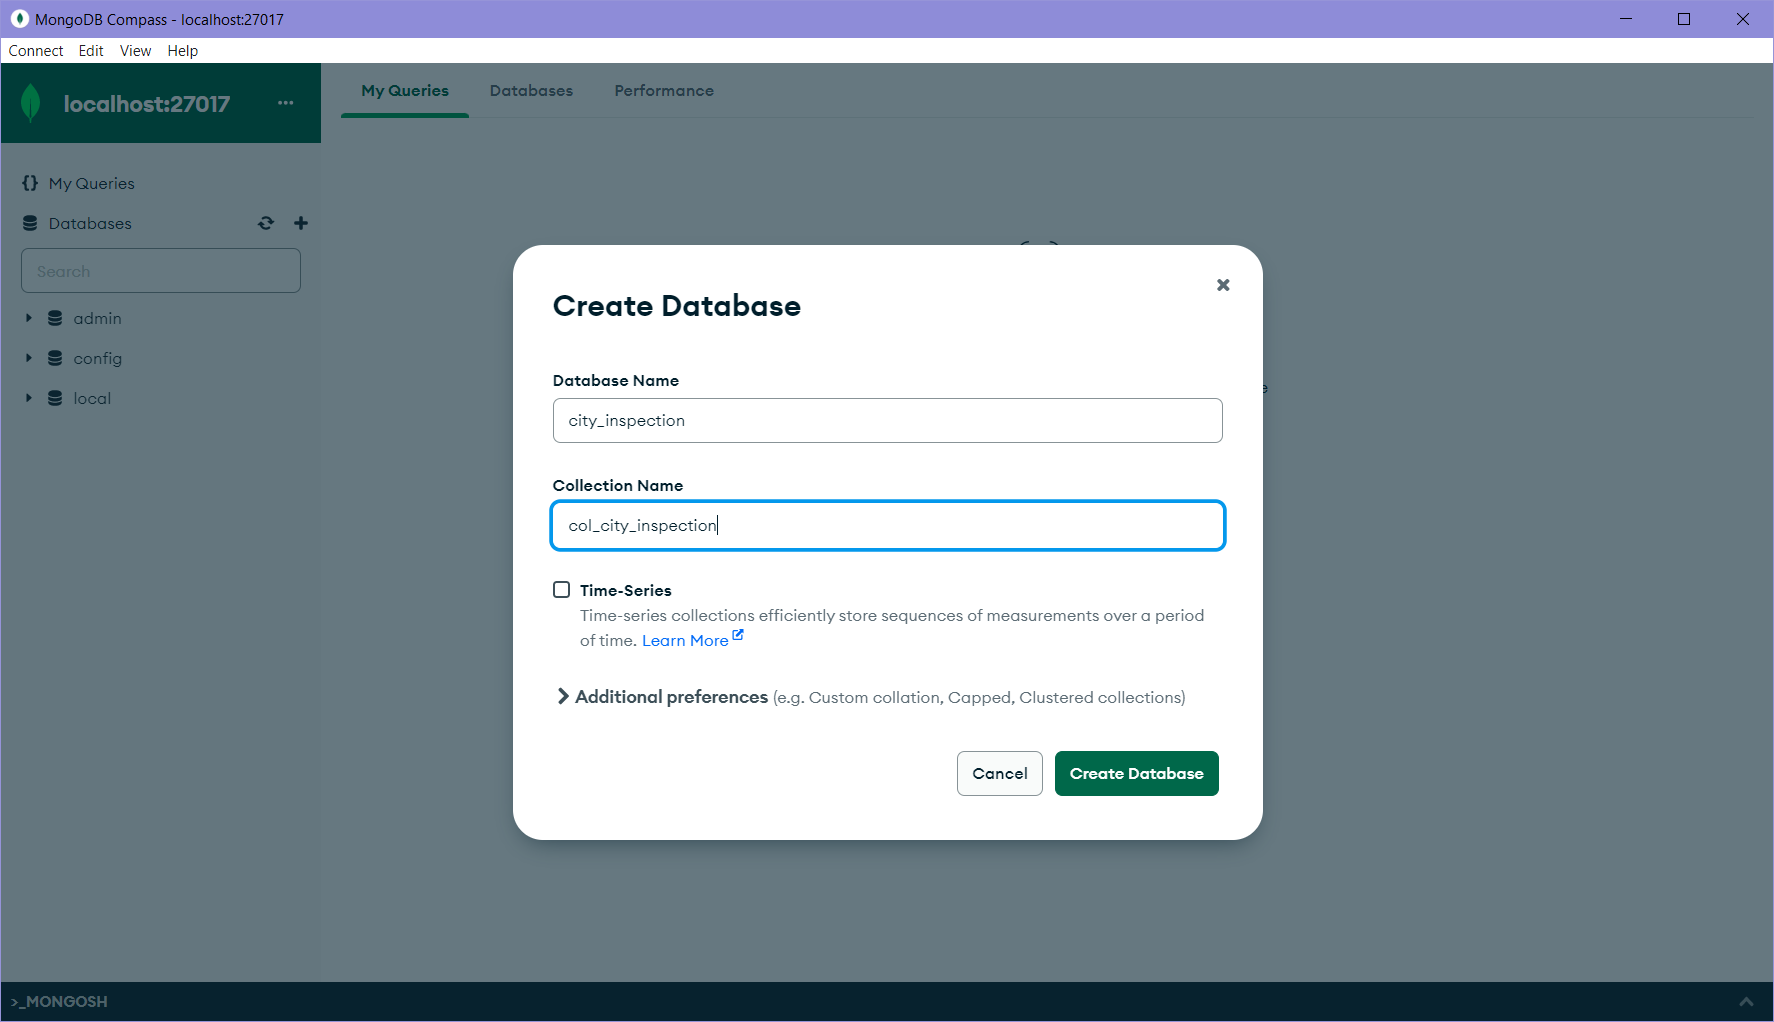 MongoDB Compass - localhost:27017
Connect Edit View Help
localhost:27017 ...
My Queries Databases Performance
My Queries
Databases
Search
admin
config
local
Create Database
Database Name
city_inspection
Collection Name
col_city_inspection
Time-Series
Time-series collections efficiently store sequences of measurements over a period
of time. Learn More
Additional preferences (e.g. Custom collation, Capped, Clustered collections)
Cancel Create Database
>_MONGOSH